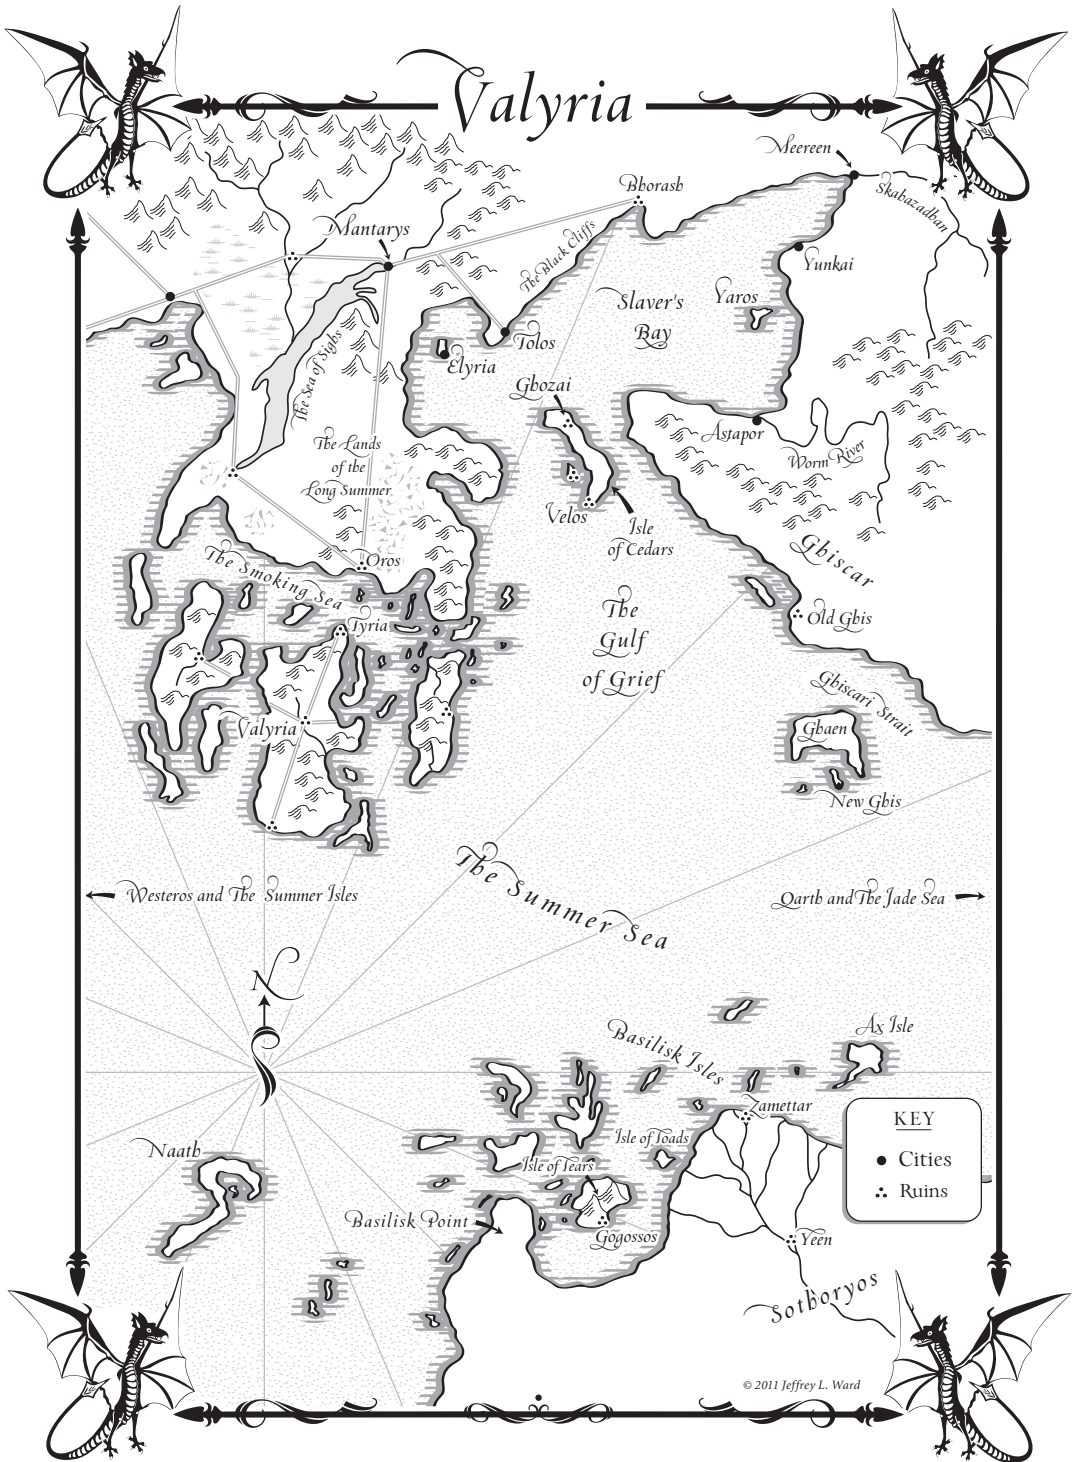 Valyria
Meereen
Skahazadhan
Bhorash
Mantarys
The Black Cliffs
Yunkai
Slaver's
Bay
Yaros
Tolos
Elyria
The Sea of Sighs
Ghozai
Astapor
Worm River
The Lands
of the
Long Summer
Velos
Isle
of Cedars
Ghiscar
Oros
The Smoking Sea
The
Gulf
of Grief
Old Ghis
Tyria
Ghiscari Strait
Valyria
Ghaen
New Ghis
The Summer Sea
Westeros and The Summer Isles
Qarth and The Jade Sea
N
Basilisk Isles
Ax Isle
Zamettar
KEY
Cities
Ruins
Isle of Toads
Naath
Isle of Tears
Basilisk Point
Gogossos
Yeen
Sothoryos
© 2011 Jeffrey L. Ward